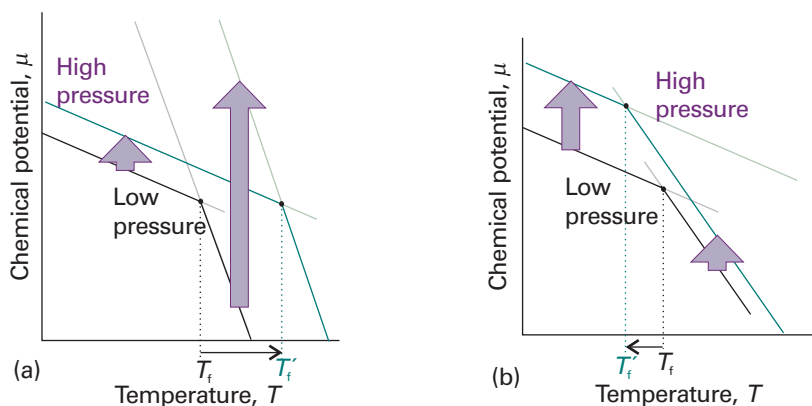 Chemical potential, μ
High
pressure
Low
pressure
T_f
T_f′
(a)
Temperature, T
Chemical potential, μ
High
pressure
Low
pressure
T_f′
T_f
(b)
Temperature, T